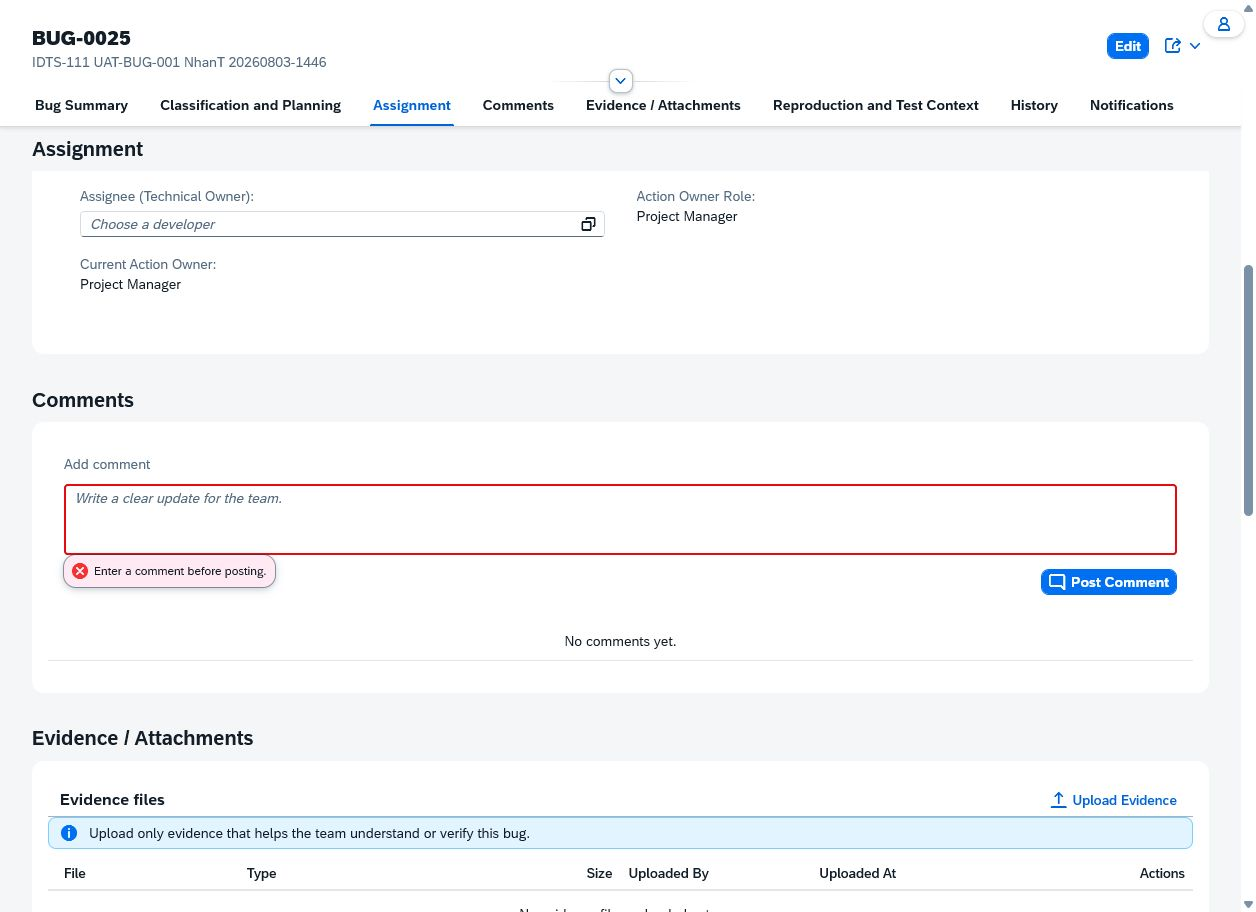 BUG-0025
IDTS-111 UAT-BUG-001 NhanT 20260803-1446
Edit
Bug Summary
Classification and Planning
Assignment
Comments
Evidence / Attachments
Reproduction and Test Context
History
Notifications
Assignment
Assignee (Technical Owner):
Choose a developer
Action Owner Role:
Project Manager
Current Action Owner:
Project Manager
Comments
Add comment
Write a clear update for the team.
Enter a comment before posting.
Post Comment
No comments yet.
Evidence / Attachments
Evidence files
Upload Evidence
Upload only evidence that helps the team understand or verify this bug.
File Type Size Uploaded By Uploaded At Actions